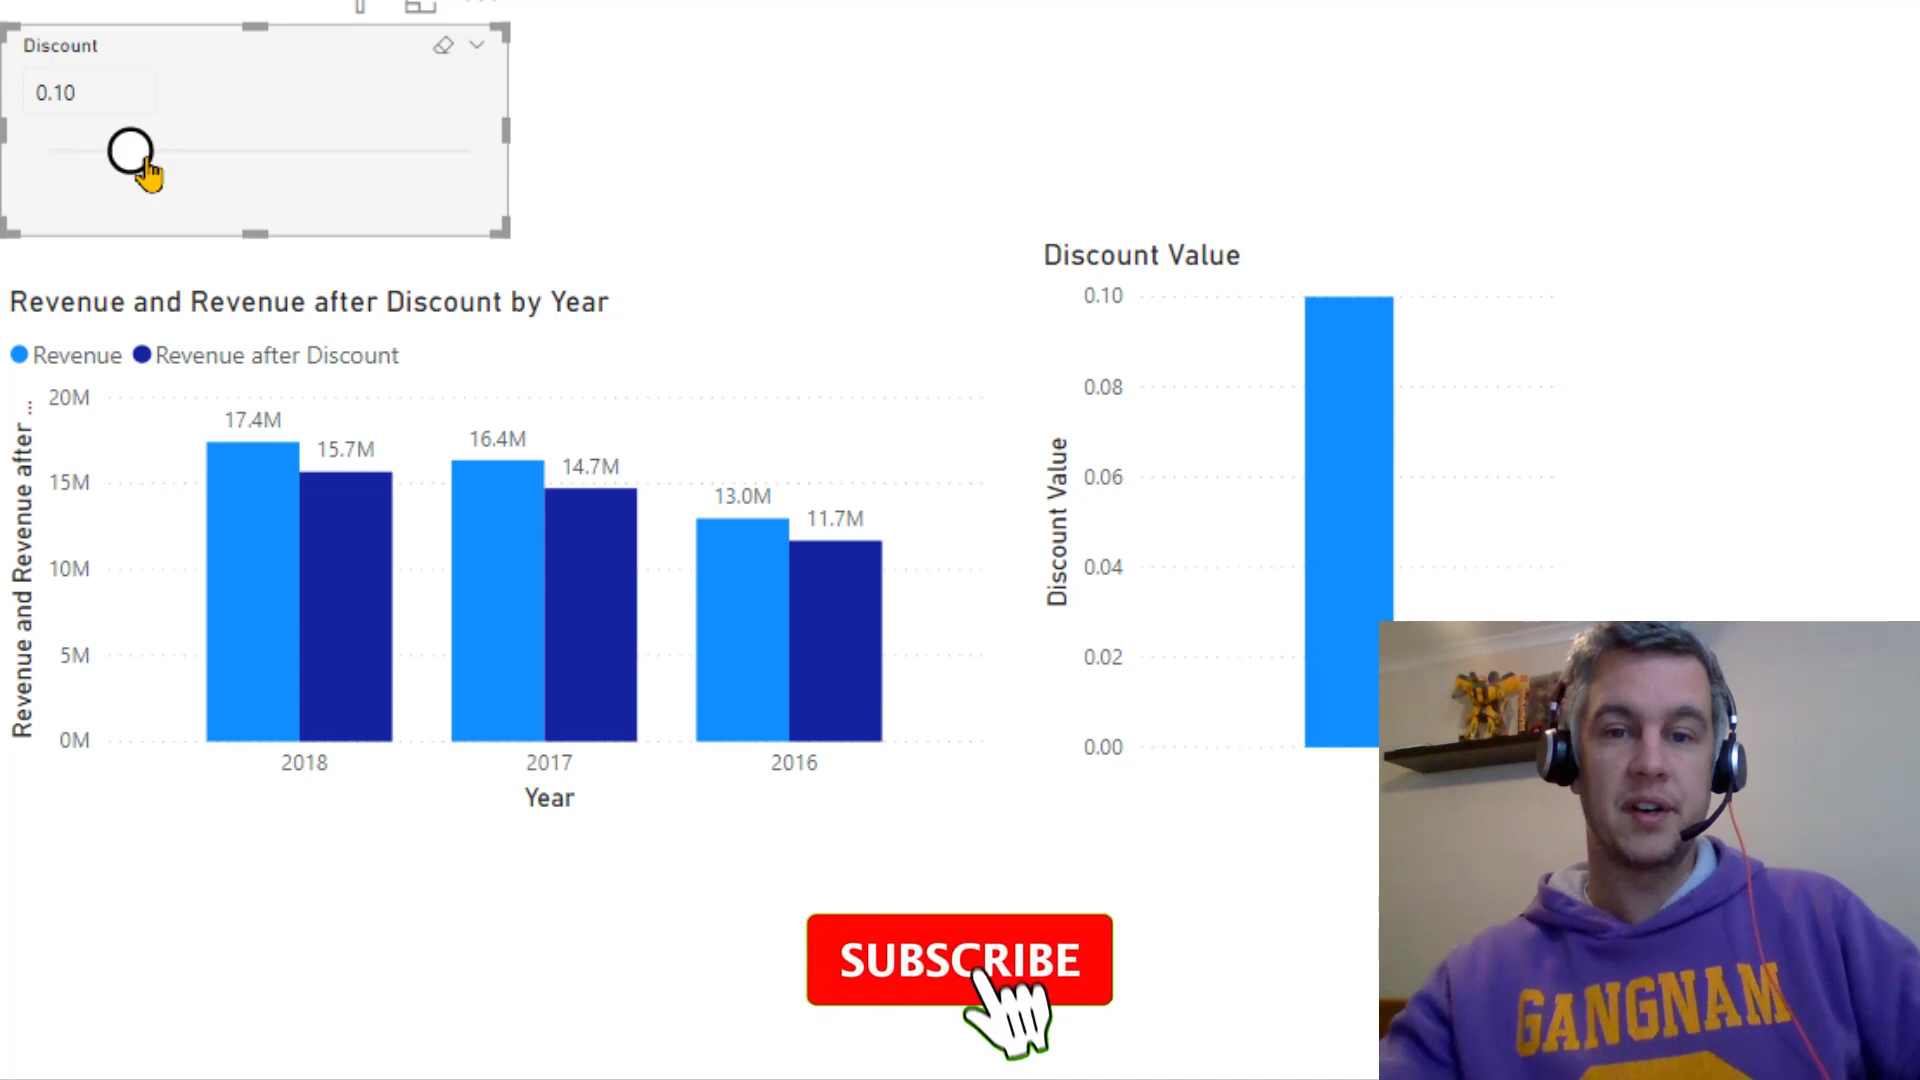 Discount
0.10
Revenue and Revenue after Discount by Year
Revenue Revenue after Discount
Revenue and Revenue after ...
20M
15M
10M
5M
0M
17.4M
15.7M
16.4M
14.7M
13.0M
11.7M
2018 2017 2016
Year
Discount Value
Discount Value
0.10
0.08
0.06
0.04
0.02
0.00
SUBSCRIBE
GANGNAM